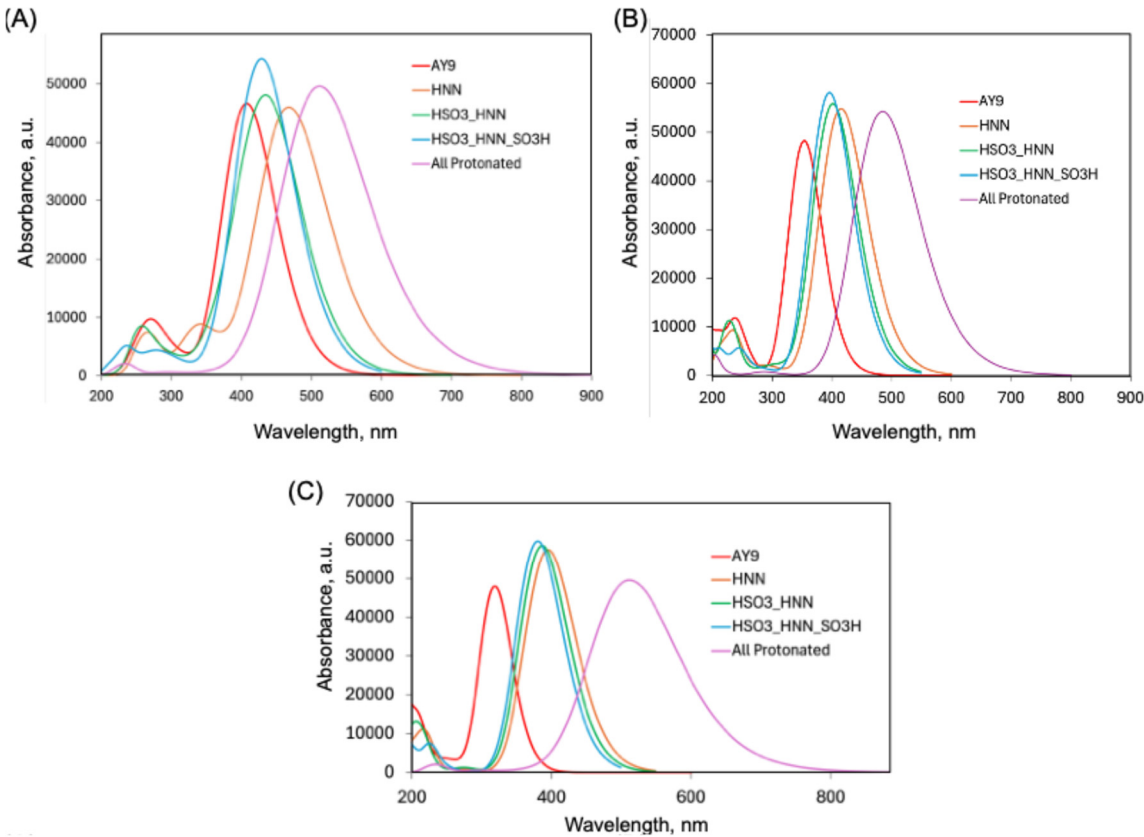 (A)
Absorbance, a.u.
50000
40000
30000
20000
10000
0
200 300 400 500 600 700 800 900
Wavelength, nm
AY9
HNN
HSO3_HNN
HSO3_HNN_SO3H
All Protonated
(B)
Absorbance, a.u.
70000
60000
50000
40000
30000
20000
10000
0
200 300 400 500 600 700 800 900
Wavelength, nm
AY9
HNN
HSO3_HNN
HSO3_HNN_SO3H
All Protonated
(C)
Absorbance, a.u.
70000
60000
50000
40000
30000
20000
10000
0
200 400 600 800
Wavelength, nm
AY9
HNN
HSO3_HNN
HSO3_HNN_SO3H
All Protonated